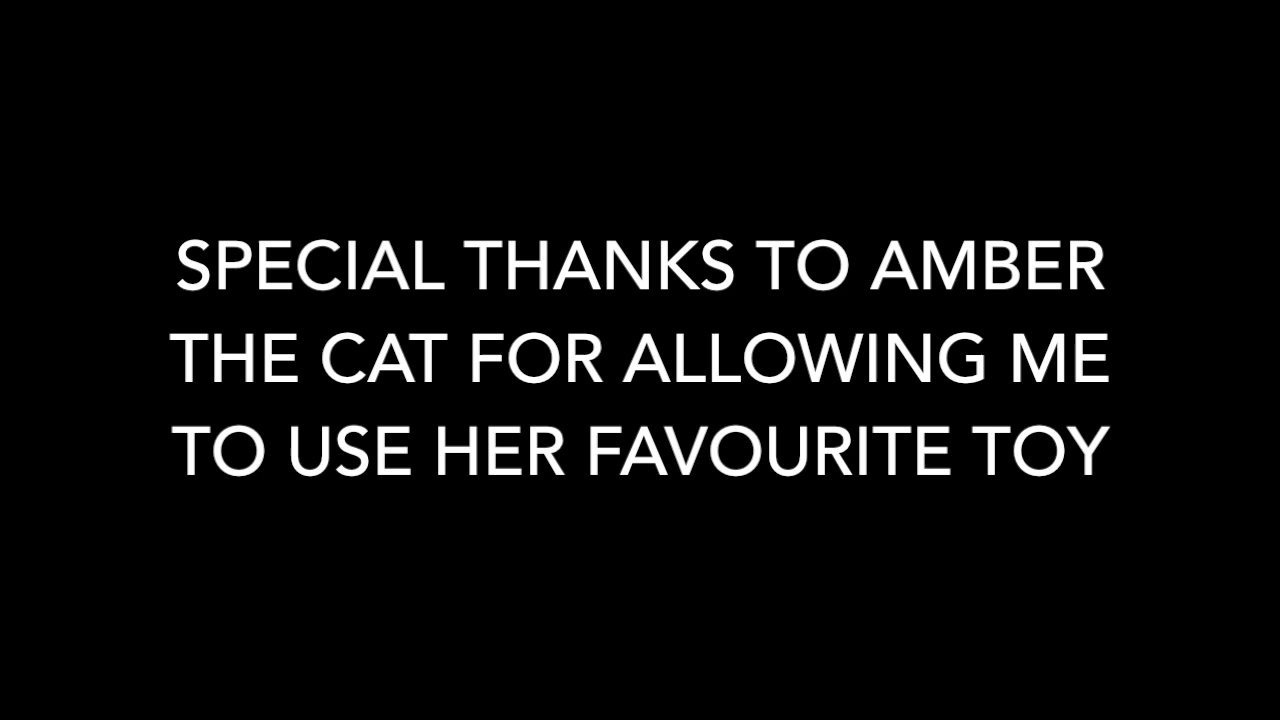 SPECIAL THANKS TO AMBER
THE CAT FOR ALLOWING ME
TO USE HER FAVOURITE TOY